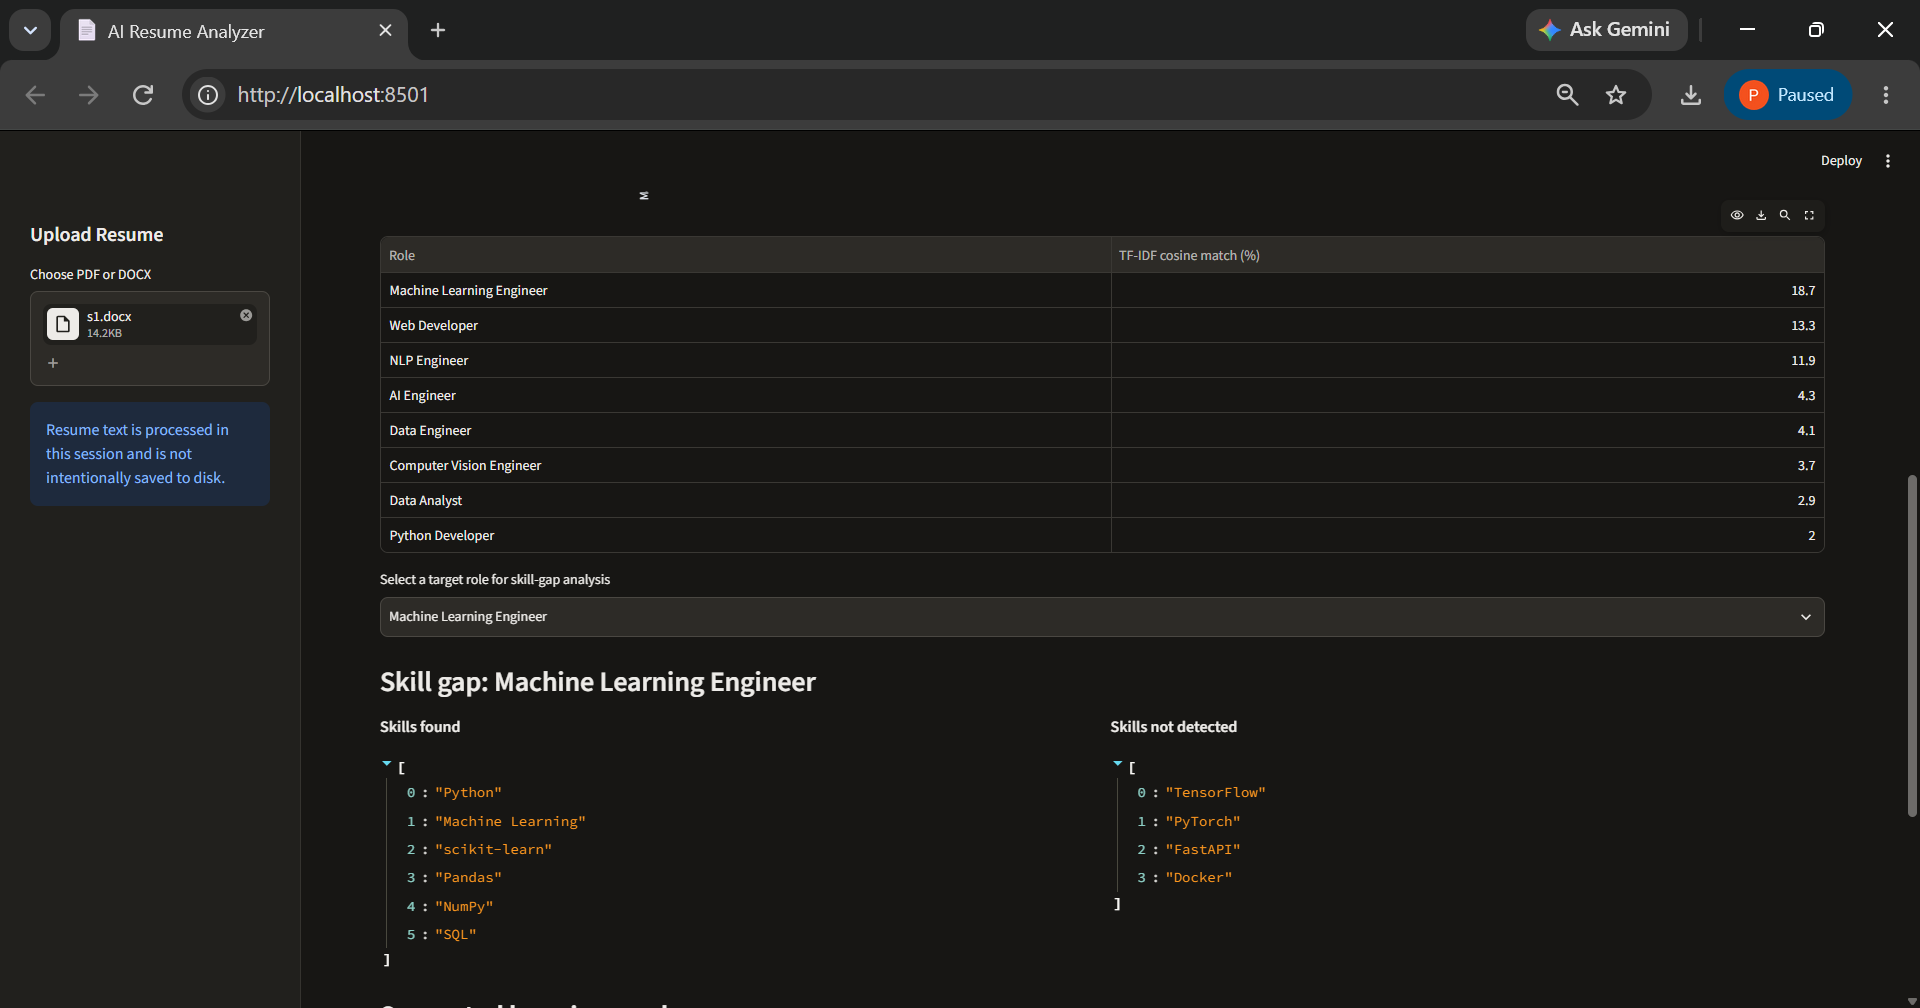 AI Resume Analyzer
Ask Gemini
http://localhost:8501
P Paused
Deploy
Upload Resume
Choose PDF or DOCX
s1.docx
14.2KB
Resume text is processed in
this session and is not
intentionally saved to disk.
M
Role TF-IDF cosine match (%)
Machine Learning Engineer 18.7
Web Developer 13.3
NLP Engineer 11.9
AI Engineer 4.3
Data Engineer 4.1
Computer Vision Engineer 3.7
Data Analyst 2.9
Python Developer 2
Select a target role for skill-gap analysis
Machine Learning Engineer
Skill gap: Machine Learning Engineer
Skills found
[
0 : "Python"
1 : "Machine Learning"
2 : "scikit-learn"
3 : "Pandas"
4 : "NumPy"
5 : "SQL"
]
Skills not detected
[
0 : "TensorFlow"
1 : "PyTorch"
2 : "FastAPI"
3 : "Docker"
]